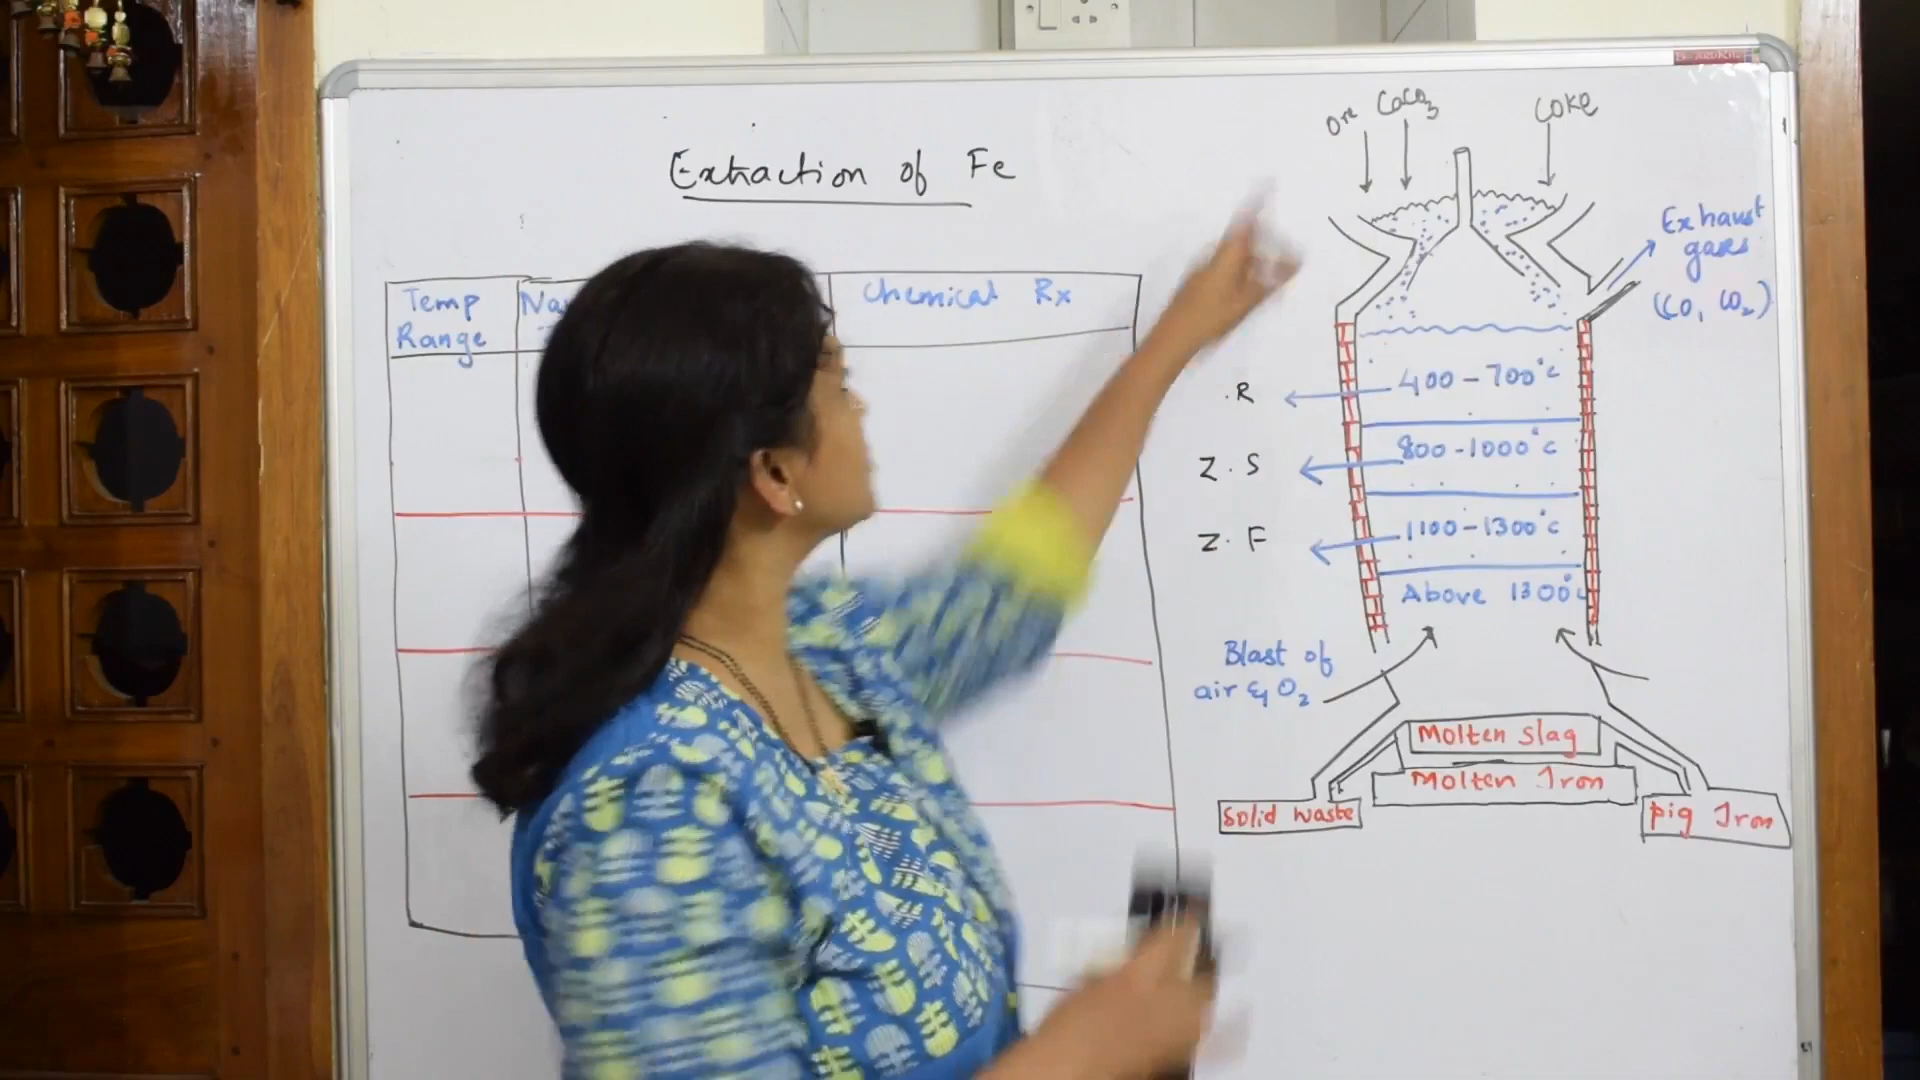 Extraction of Fe
Temp
Range
Na
Chemical Rx
Ore CaCO3 Coke
Exhaust
gases
(CO, CO2)
.R
400-700°C
Z.S
800-1000°C
Z.F
1100-1300°C
Above 1300°C
Blast of
air & O2
Molten Slag
Molten Iron
Solid waste
pig Iron